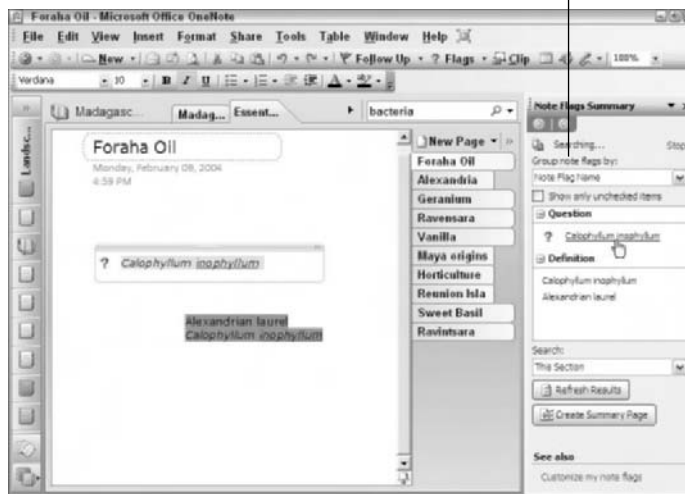 Foraha Oil - Microsoft Office OneNote
File Edit View Insert Format Share Tools Table Window Help
New Follow Up ? Flags Clip 100%
Verdana 10 B I U A
Landsc...
Madagasc... Madag... Essent... bacteria
Foraha Oil
Monday, February 09, 2004
4:59 PM
? Calophyllum inophyllum
Alexandrian laurel
Calophyllum inophyllum
New Page
Foraha Oil
Alexandria
Geranium
Ravensara
Vanilla
Maya origins
Horticulture
Reunion Isla
Sweet Basil
Ravintsara
Note Flags Summary
Searching... Stop
Group note flags by:
Note Flag Name
Show only unchecked items
Question
? Calophyllum inophyllum
Definition
Calophyllum inophyllum
Alexandrian laurel
Search:
This Section
Refresh Results
Create Summary Page
See also
Customize my note flags